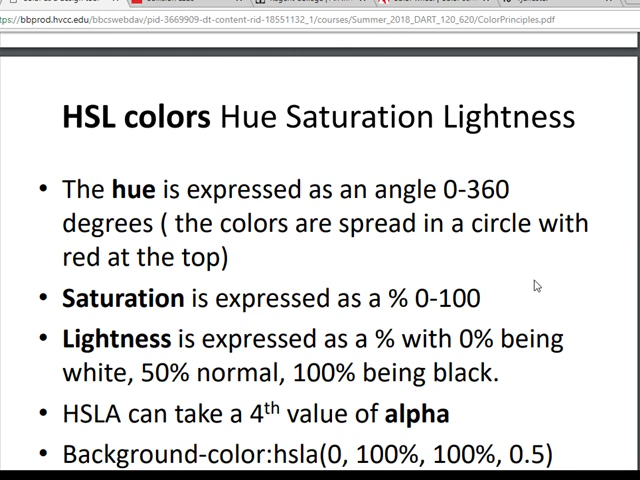 https://bbprod.hvcc.edu/bbcswebdav/pid-3669909-dt-content-rid-18551132_1/courses/Summer_2018_DART_120_620/ColorPrinciples.pdf
HSL colors Hue Saturation Lightness
• The hue is expressed as an angle 0-360
degrees ( the colors are spread in a circle with
red at the top)
• Saturation is expressed as a % 0-100
• Lightness is expressed as a % with 0% being
white, 50% normal, 100% being black.
• HSLA can take a 4th value of alpha
• Background-color:hsla(0, 100%, 100%, 0.5)